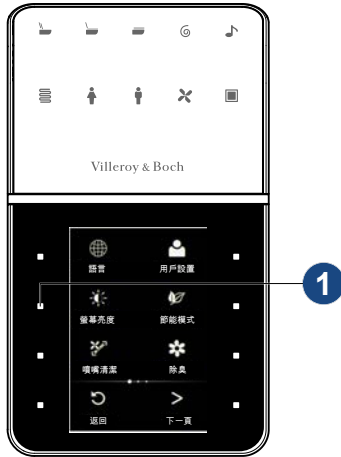 Villeroy & Boch
語言 用戶設置
螢幕亮度 節能模式
噴嘴清潔 除臭
返回 下一頁
1